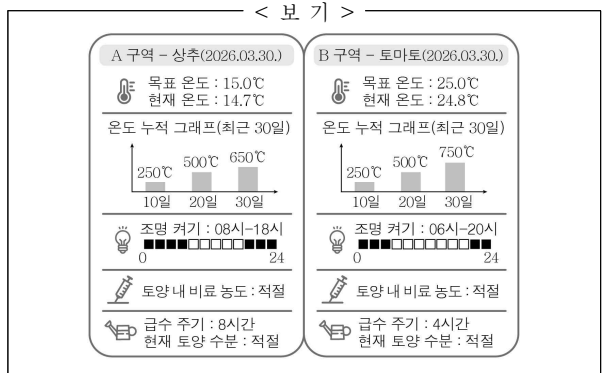 < 보 기 >
A 구역 - 상추(2026.03.30.)
목표 온도 : 15.0℃
현재 온도 : 14.7℃
온도 누적 그래프(최근 30일)
250℃ 500℃ 650℃
10일 20일 30일
조명 켜기 : 08시-18시
0 24
토양 내 비료 농도 : 적절
급수 주기 : 8시간
현재 토양 수분 : 적절
B 구역 - 토마토(2026.03.30.)
목표 온도 : 25.0℃
현재 온도 : 24.8℃
온도 누적 그래프(최근 30일)
250℃ 500℃ 750℃
10일 20일 30일
조명 켜기 : 06시-20시
0 24
토양 내 비료 농도 : 적절
급수 주기 : 4시간
현재 토양 수분 : 적절